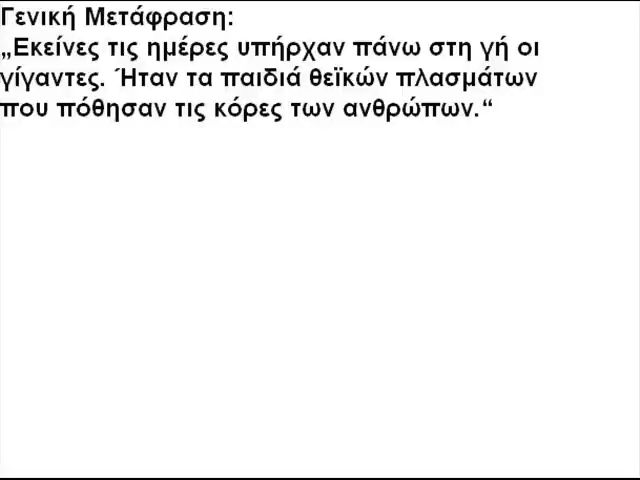 Γενική Μετάφραση:
„Εκείνες τις ημέρες υπήρχαν πάνω στη γή οι
γίγαντες. Ήταν τα παιδιά θεϊκών πλασμάτων
που πόθησαν τις κόρες των ανθρώπων.“